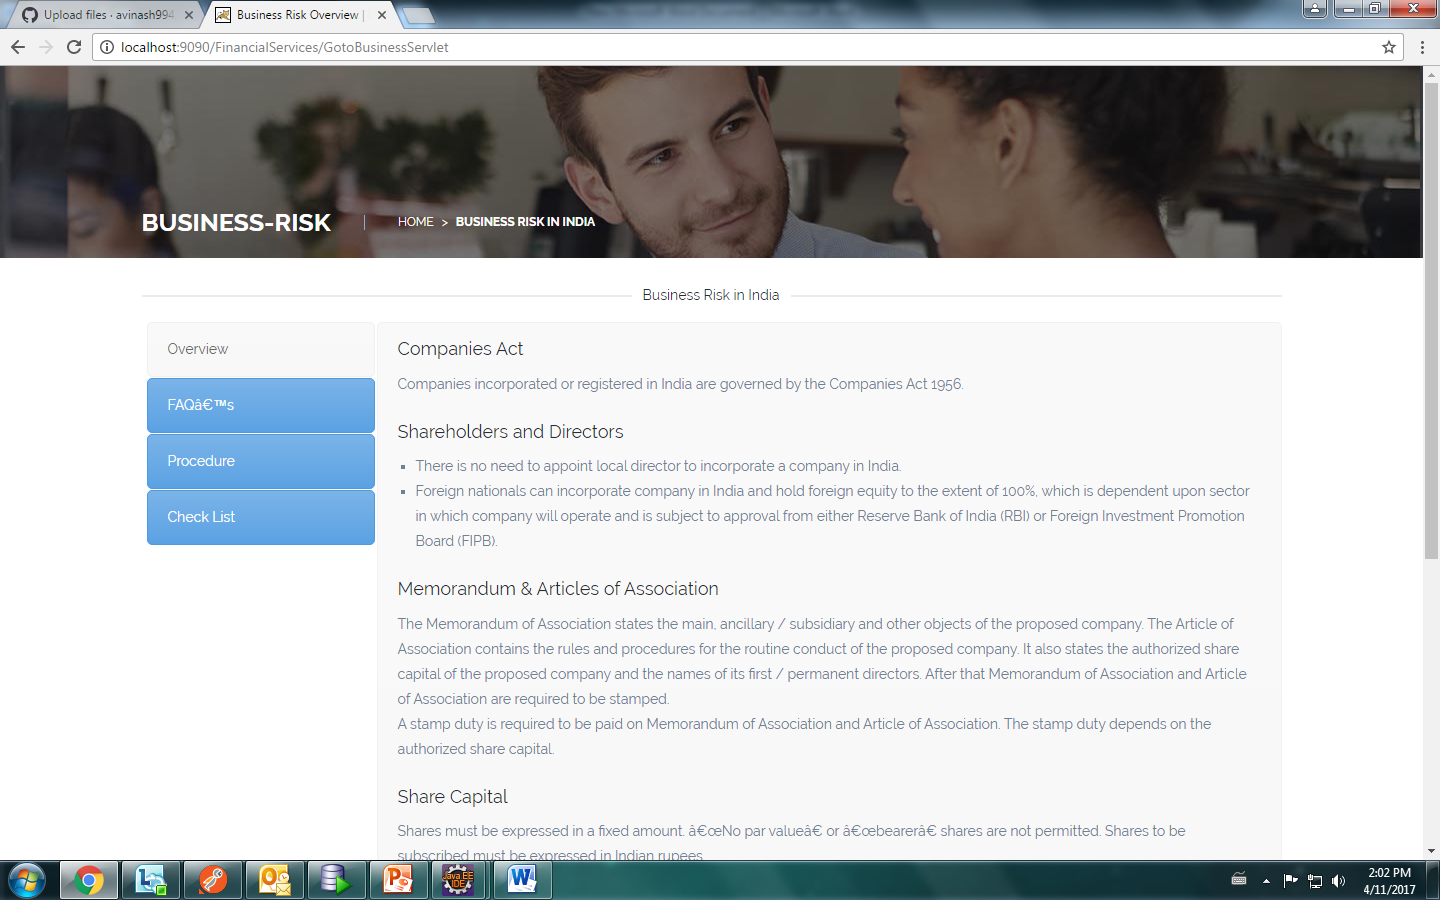 Upload files · avinash994
Business Risk Overview |
localhost:9090/FinancialServices/GotoBusinessServlet
BUSINESS-RISK
HOME > BUSINESS RISK IN INDIA
Business Risk in India
Overview
FAQâ€™s
Procedure
Check List
Companies Act
Companies incorporated or registered in India are governed by the Companies Act 1956.
Shareholders and Directors
There is no need to appoint local director to incorporate a company in India.
Foreign nationals can incorporate company in India and hold foreign equity to the extent of 100%, which is dependent upon sector
in which company will operate and is subject to approval from either Reserve Bank of India (RBI) or Foreign Investment Promotion
Board (FIPB).
Memorandum & Articles of Association
The Memorandum of Association states the main, ancillary / subsidiary and other objects of the proposed company. The Article of
Association contains the rules and procedures for the routine conduct of the proposed company. It also states the authorized share
capital of the proposed company and the names of its first / permanent directors. After that Memorandum of Association and Article
of Association are required to be stamped.
A stamp duty is required to be paid on Memorandum of Association and Article of Association. The stamp duty depends on the
authorized share capital.
Share Capital
Shares must be expressed in a fixed amount. â€œNo par valueâ€ or â€œbearerâ€ shares are not permitted. Shares to be
subscribed must be expressed in Indian rupees.
Java EE
IDE
2:02 PM
4/11/2017